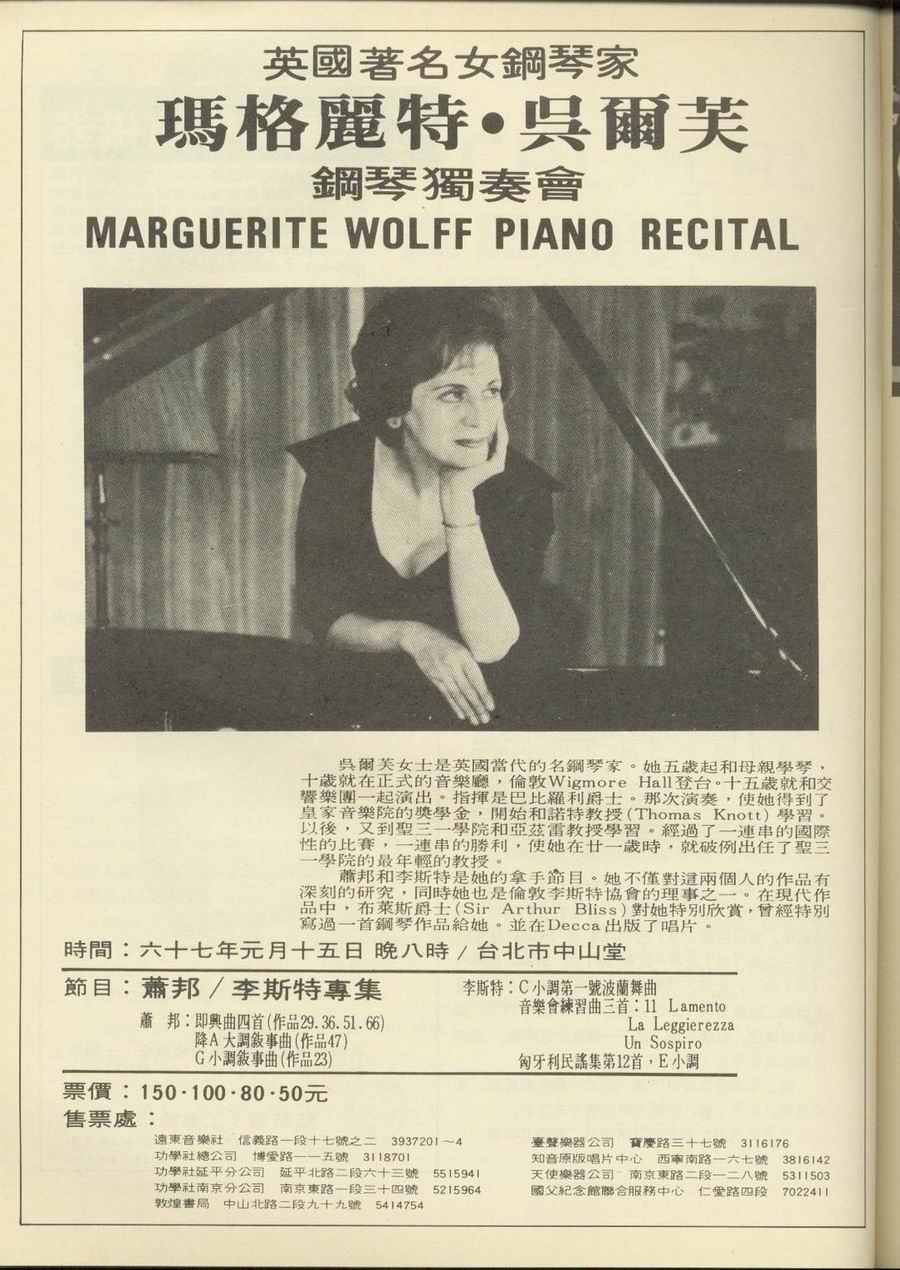 英國著名女鋼琴家
瑪格麗特•吳爾芙
鋼琴獨奏會
MARGUERITE WOLFF PIANO RECITAL
吳爾芙女士是英國當代的名鋼琴家。她五歲起和母親學琴，
十歲就在正式的音樂廳，倫敦Wigmore Hall登台。十五歲就和交
響樂團一起演出。指揮是巴比羅利爵士。那次演奏，使她得到了
皇家音樂院的獎學金，開始和諾特教授(Thomas Knott)學習。
以後，又到聖三一學院和亞茲雷教授學習。經過了一連串的國際
性的比賽，一連串的勝利，使她在廿一歲時，就破例出任了聖三
一學院的最年輕的教授。
蕭邦和李斯特是她的拿手節目。她不僅對這兩個人的作品有
深刻的研究，同時她也是倫敦李斯特協會的理事之一。在現代作
品中，布萊斯爵士(Sir Arthur Bliss)對她特別欣賞，曾經特別
寫過一首鋼琴作品給她。並在Decca出版了唱片。
時間：六十七年元月十五日 晚八時 / 台北市中山堂
節目：蕭邦 / 李斯特專集
蕭　邦：即興曲四首(作品29.36.51.66)
降A大調敘事曲(作品47)
G小調敘事曲(作品23)
李斯特：C小調第一號波蘭舞曲
音樂會練習曲三首：11 Lamento
La Leggierezza
Un Sospiro
匈牙利民謠集第12首，E小調
票價：150·100·80·50元
售票處：
遠東音樂社　信義路一段十七號之二　3937201～4
功學社總公司　博愛路一一五號　3118701
功學社延平分公司　延平北路二段六十三號　5515941
功學社南京分公司　南京東路一段三十四號　5215964
敦煌書局　中山北路二段九十九號　5414754
臺聲樂器公司　寶慶路三十七號　3116176
知音原版唱片中心　西寧南路一六七號　3816142
天使樂器公司　南京東路二段一二八號　5311503
國父紀念館聯合服務中心　仁愛路四段　7022411